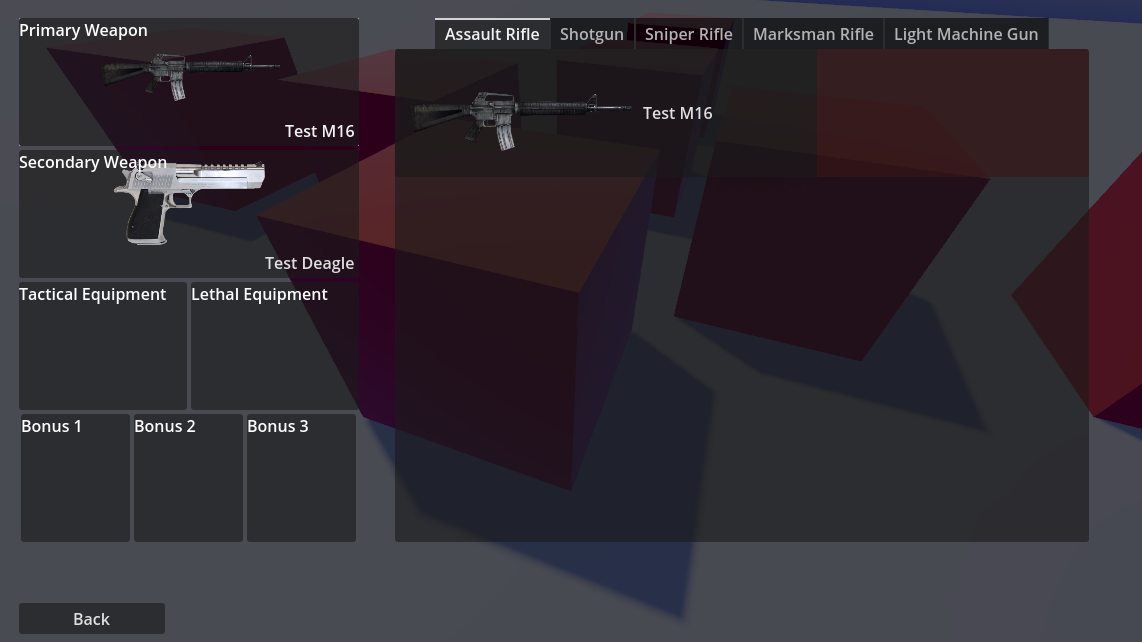 Primary Weapon
Test M16
Secondary Weapon
Test Deagle
Tactical Equipment
Lethal Equipment
Bonus 1
Bonus 2
Bonus 3
Back
Assault Rifle
Shotgun
Sniper Rifle
Marksman Rifle
Light Machine Gun
Test M16